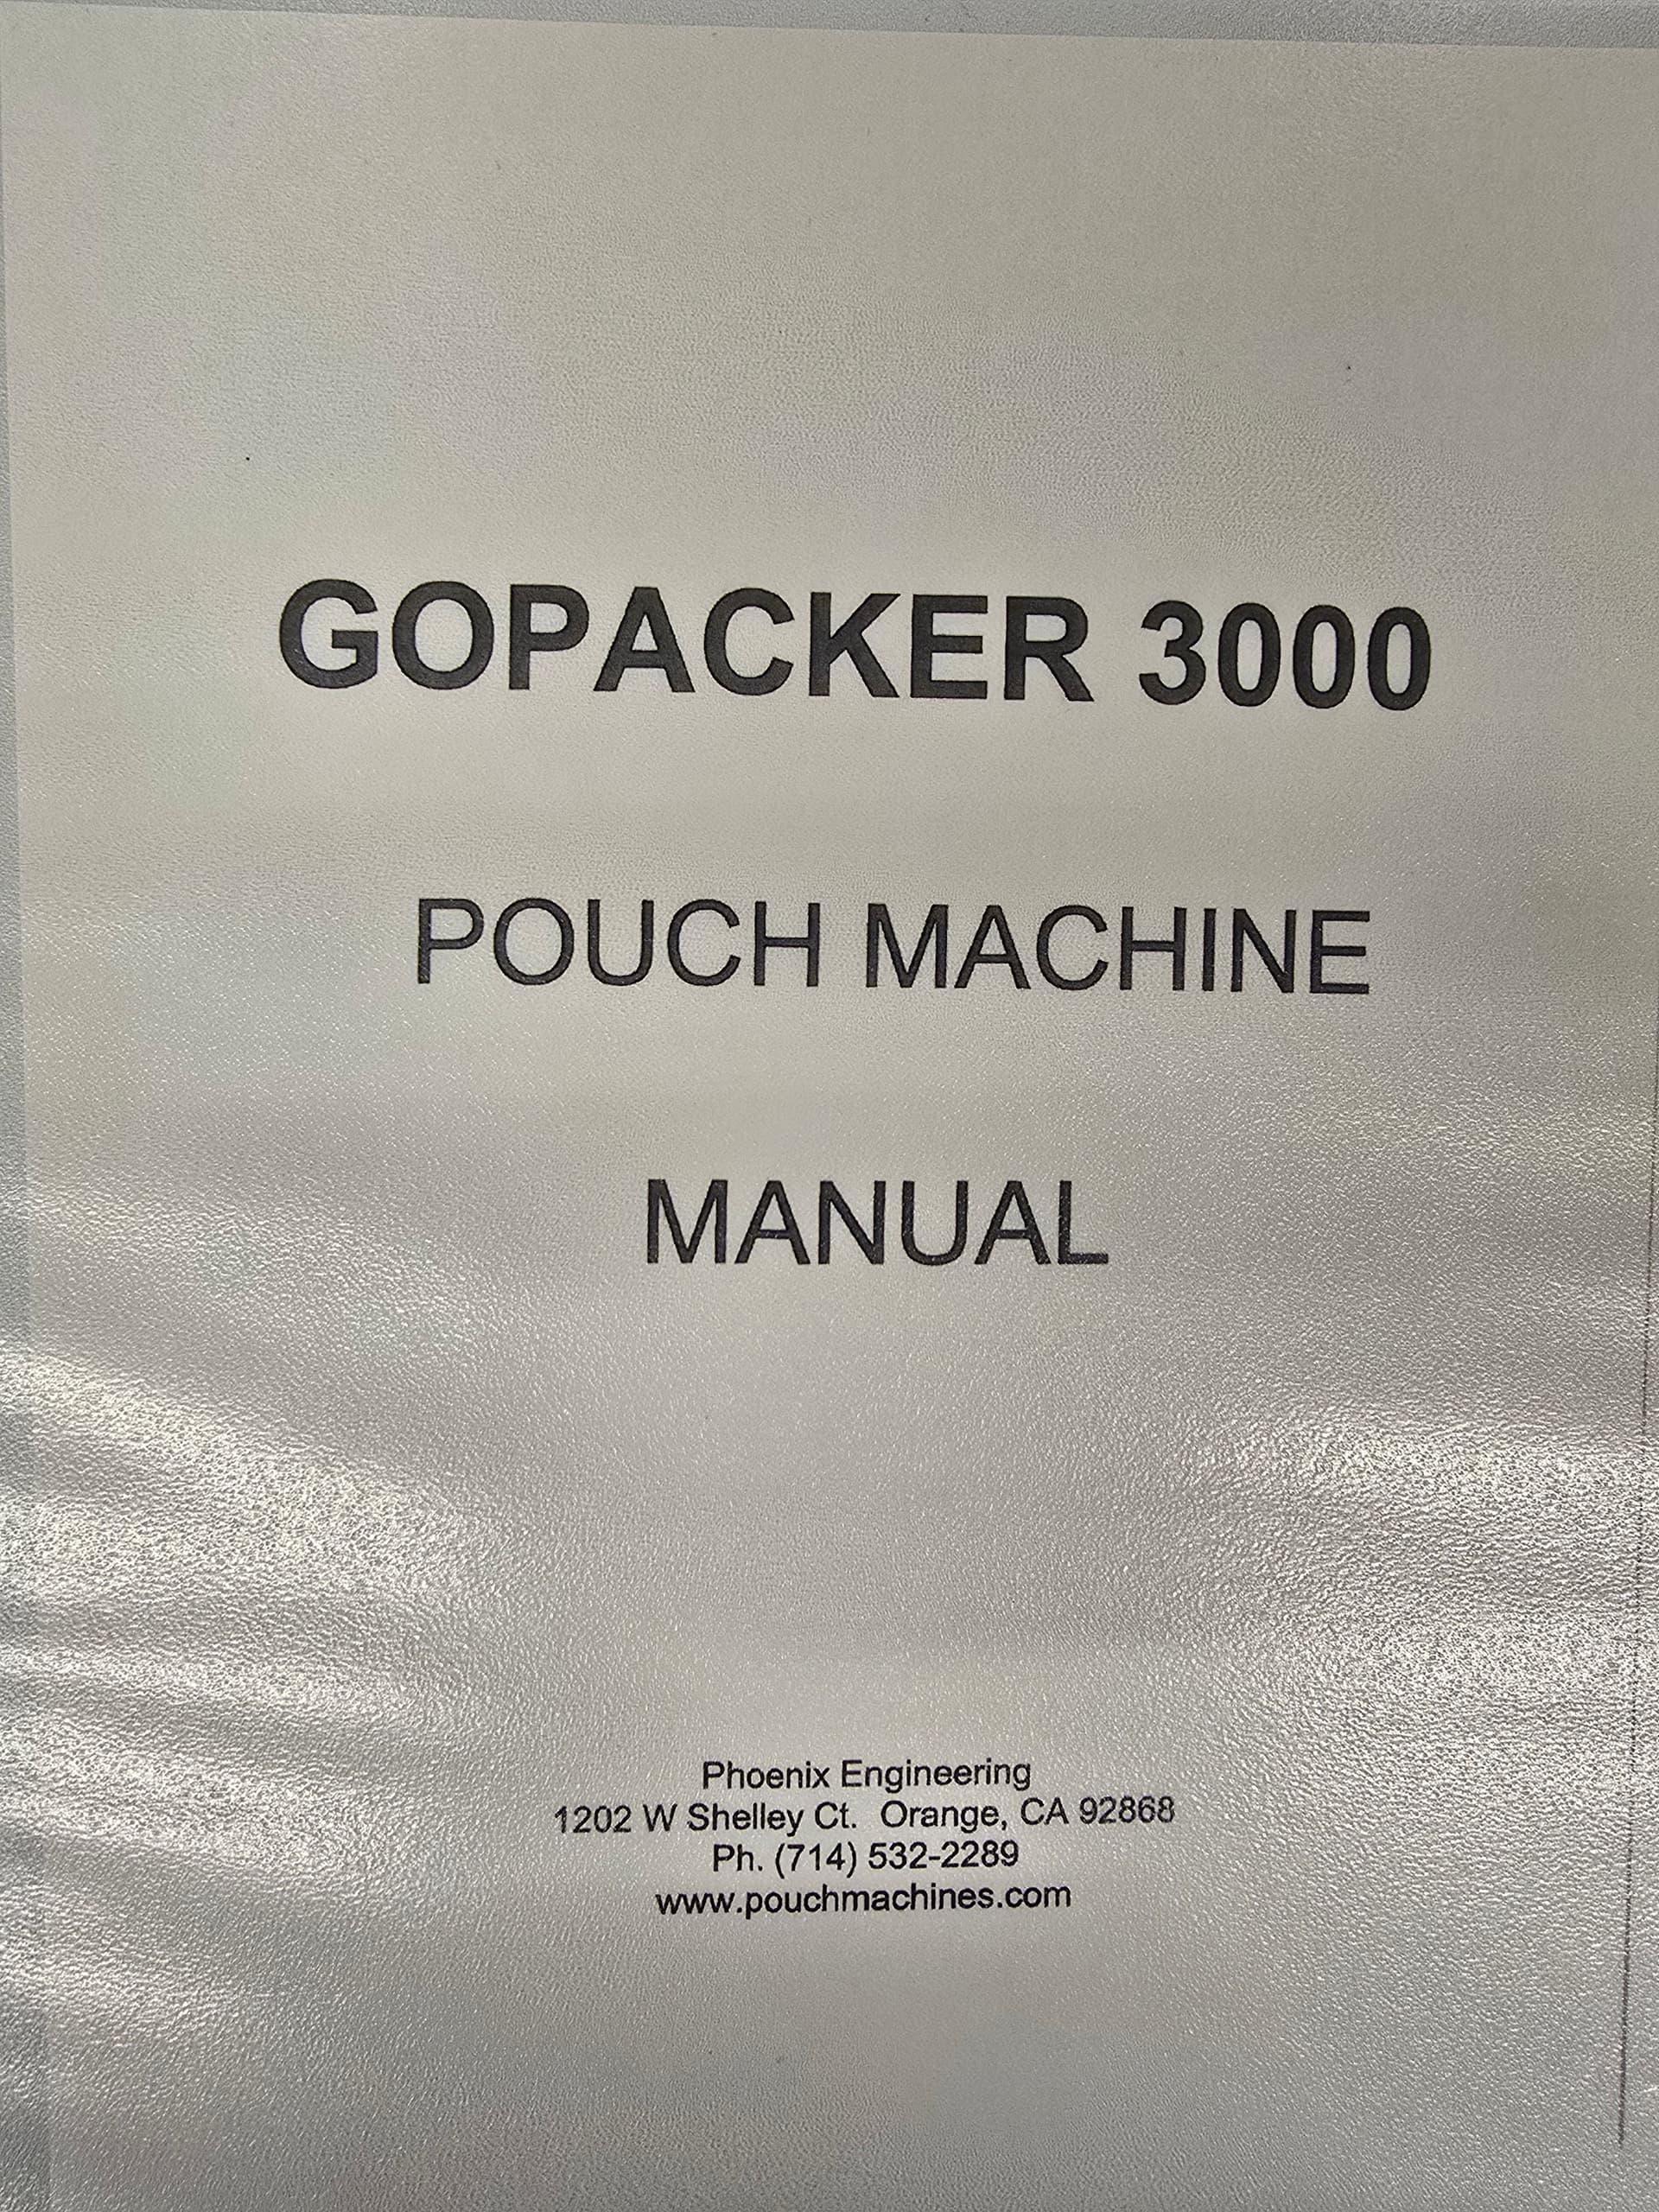 GOPACKER 3000
POUCH MACHINE
MANUAL
Phoenix Engineering
1202 W Shelley Ct.  Orange, CA 92868
Ph. (714) 532-2289
www.pouchmachines.com